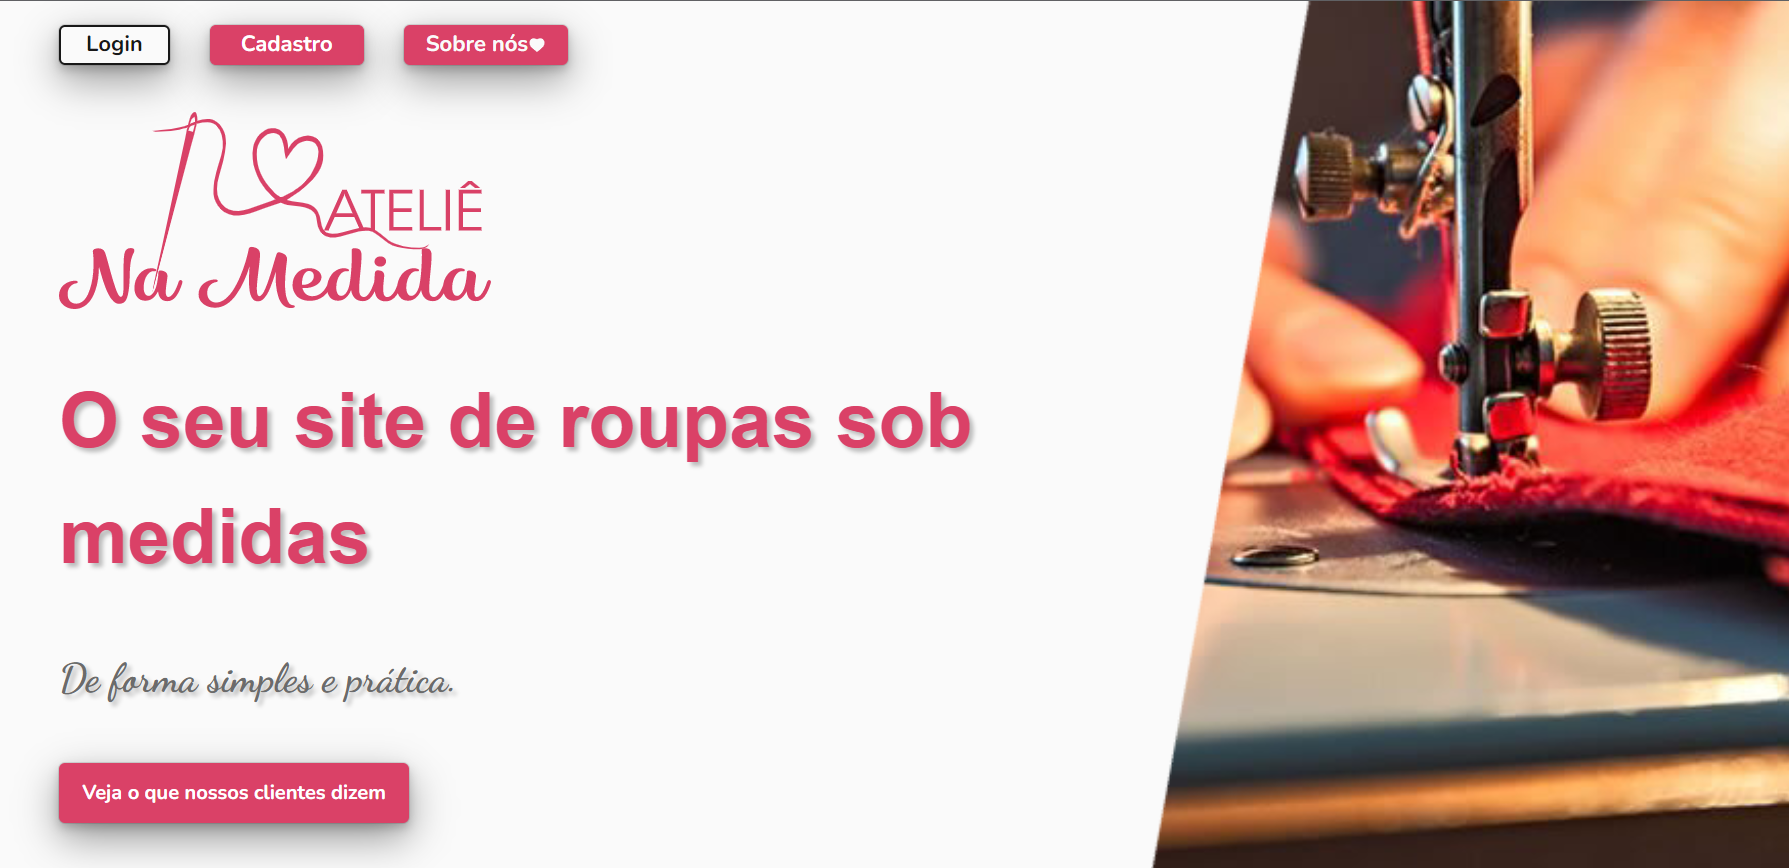 Login
Cadastro
Sobre nós
ATELIÊ
Na Medida
O seu site de roupas sob
medidas
De forma simples e prática.
Veja o que nossos clientes dizem